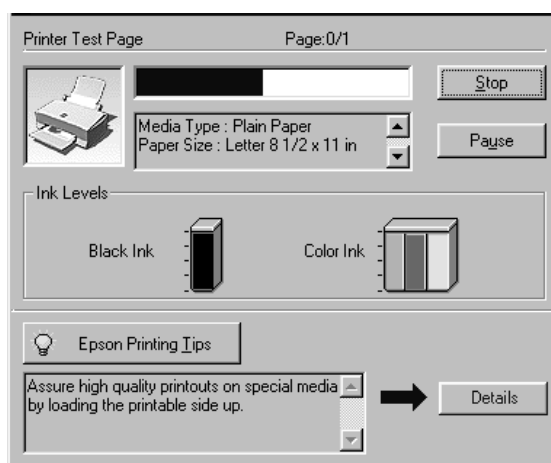 Printer Test Page Page:0/1
Stop
Media Type : Plain Paper
Paper Size : Letter 8 1/2 x 11 in
Pause
Ink Levels
Black Ink Color Ink
Epson Printing Tips
Assure high quality printouts on special media
by loading the printable side up.
Details